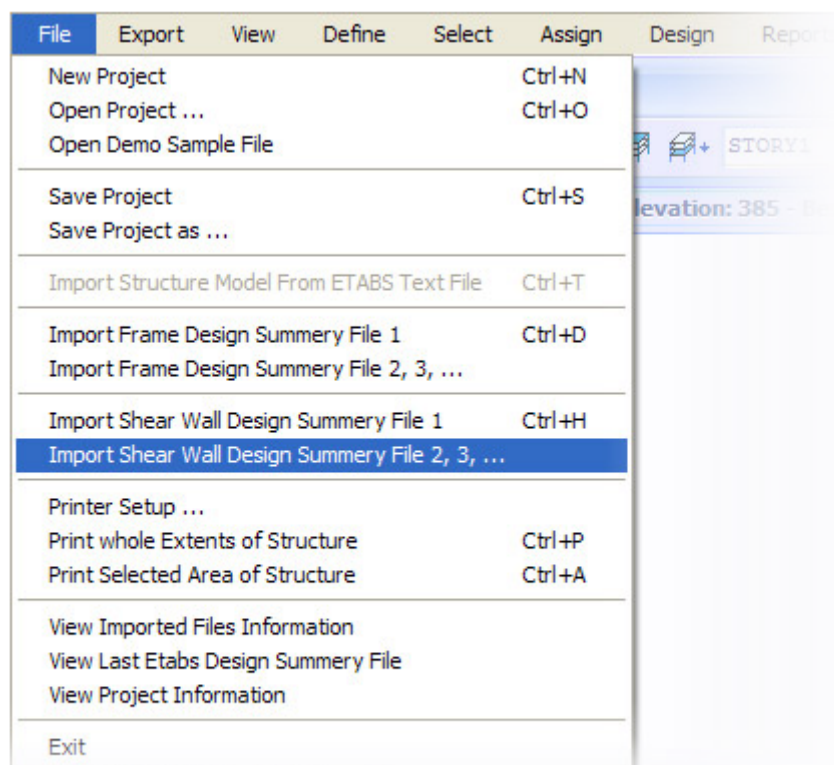 File Export View Define Select Assign Design Report
New Project Ctrl+N
Open Project ... Ctrl+O
Open Demo Sample File
STORY1
Save Project Ctrl+S
levation: 385 - Be
Save Project as ...
Import Structure Model From ETABS Text File Ctrl+T
Import Frame Design Summery File 1 Ctrl+D
Import Frame Design Summery File 2, 3, ...
Import Shear Wall Design Summery File 1 Ctrl+H
Import Shear Wall Design Summery File 2, 3, ...
Printer Setup ...
Print whole Extents of Structure Ctrl+P
Print Selected Area of Structure Ctrl+A
View Imported Files Information
View Last Etabs Design Summery File
View Project Information
Exit